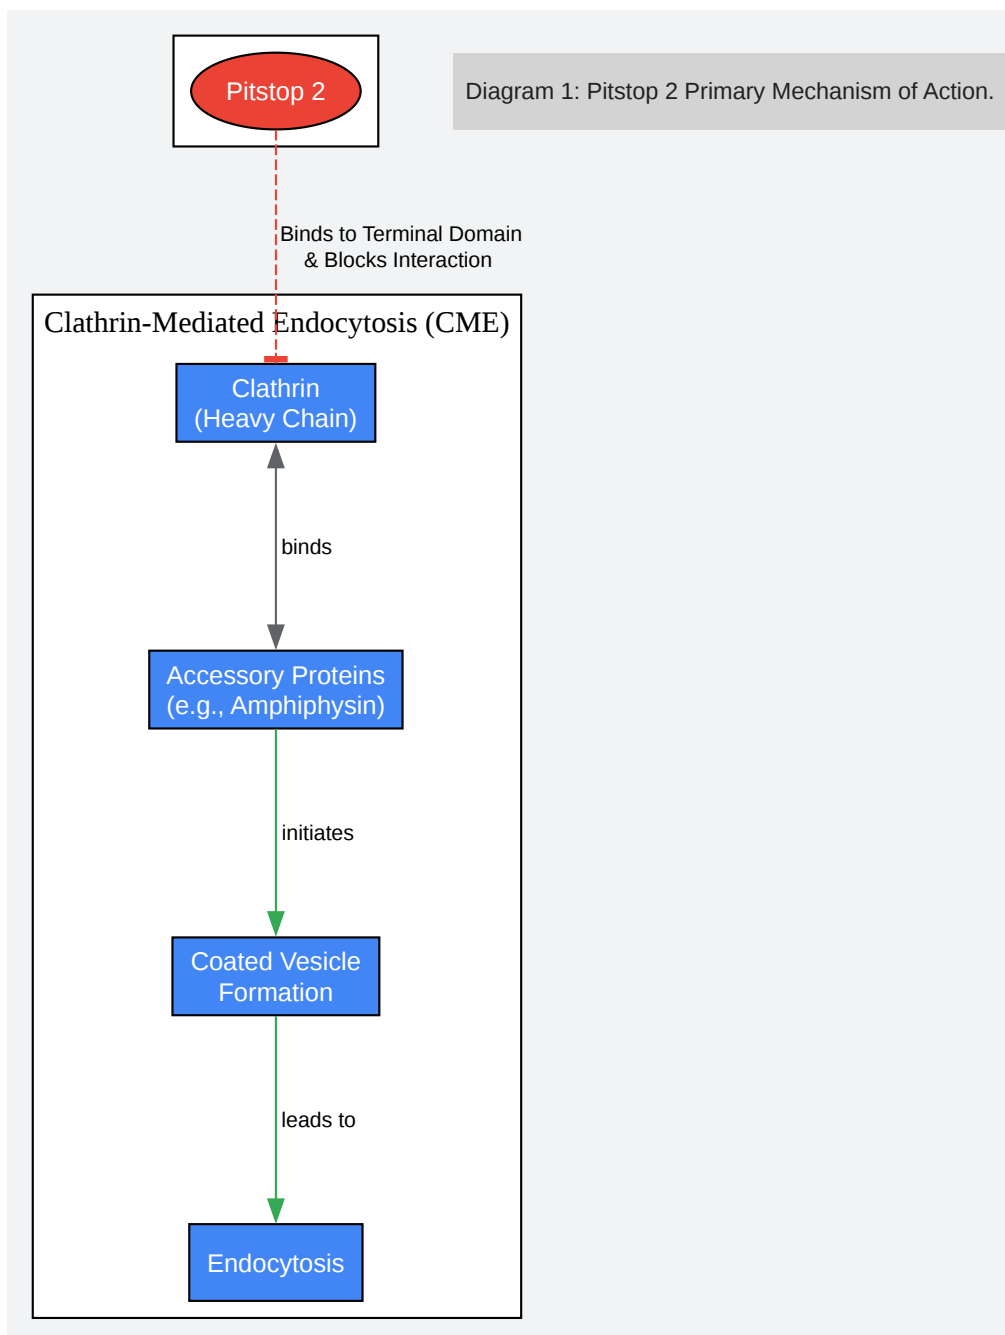 Pitstop 2
Diagram 1: Pitstop 2 Primary Mechanism of Action.
Binds to Terminal Domain
& Blocks Interaction
Clathrin-Mediated Endocytosis (CME)
Clathrin
(Heavy Chain)
binds
Accessory Proteins
(e.g., Amphiphysin)
initiates
Coated Vesicle
Formation
leads to
Endocytosis